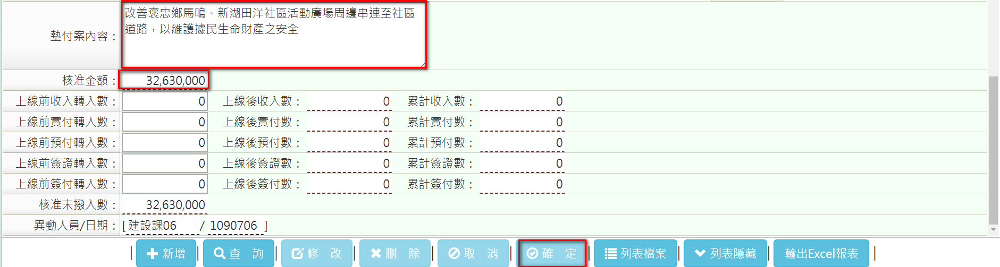 墊付案內容：
改善褒忠鄉馬鳴、新湖田洋社區活動廣場周邊串連至社區
道路，以維護據民生命財產之安全
核准金額： 32,630,000
上線前收入轉入數： 0 上線後收入數： 0 累計收入數： 0
上線前實付轉入數： 0 上線後實付數： 0 累計實付數： 0
上線前預付轉入數： 0 上線後預付數： 0 累計預付數： 0
上線前簽證轉入數： 0 上線後簽證數： 0 累計簽證數： 0
上線前簽付轉入數： 0 上線後簽付數： 0 累計簽付數： 0
核准未撥入數： 32,630,000
異動人員/日期： [ 建設課06 / 1090706 ]
| 新增 | 查 詢 | 修 改 | 刪 除 | 取 消 | 確 定 | 列表檔案 | 列表隱藏 | 輸出Excel報表 |